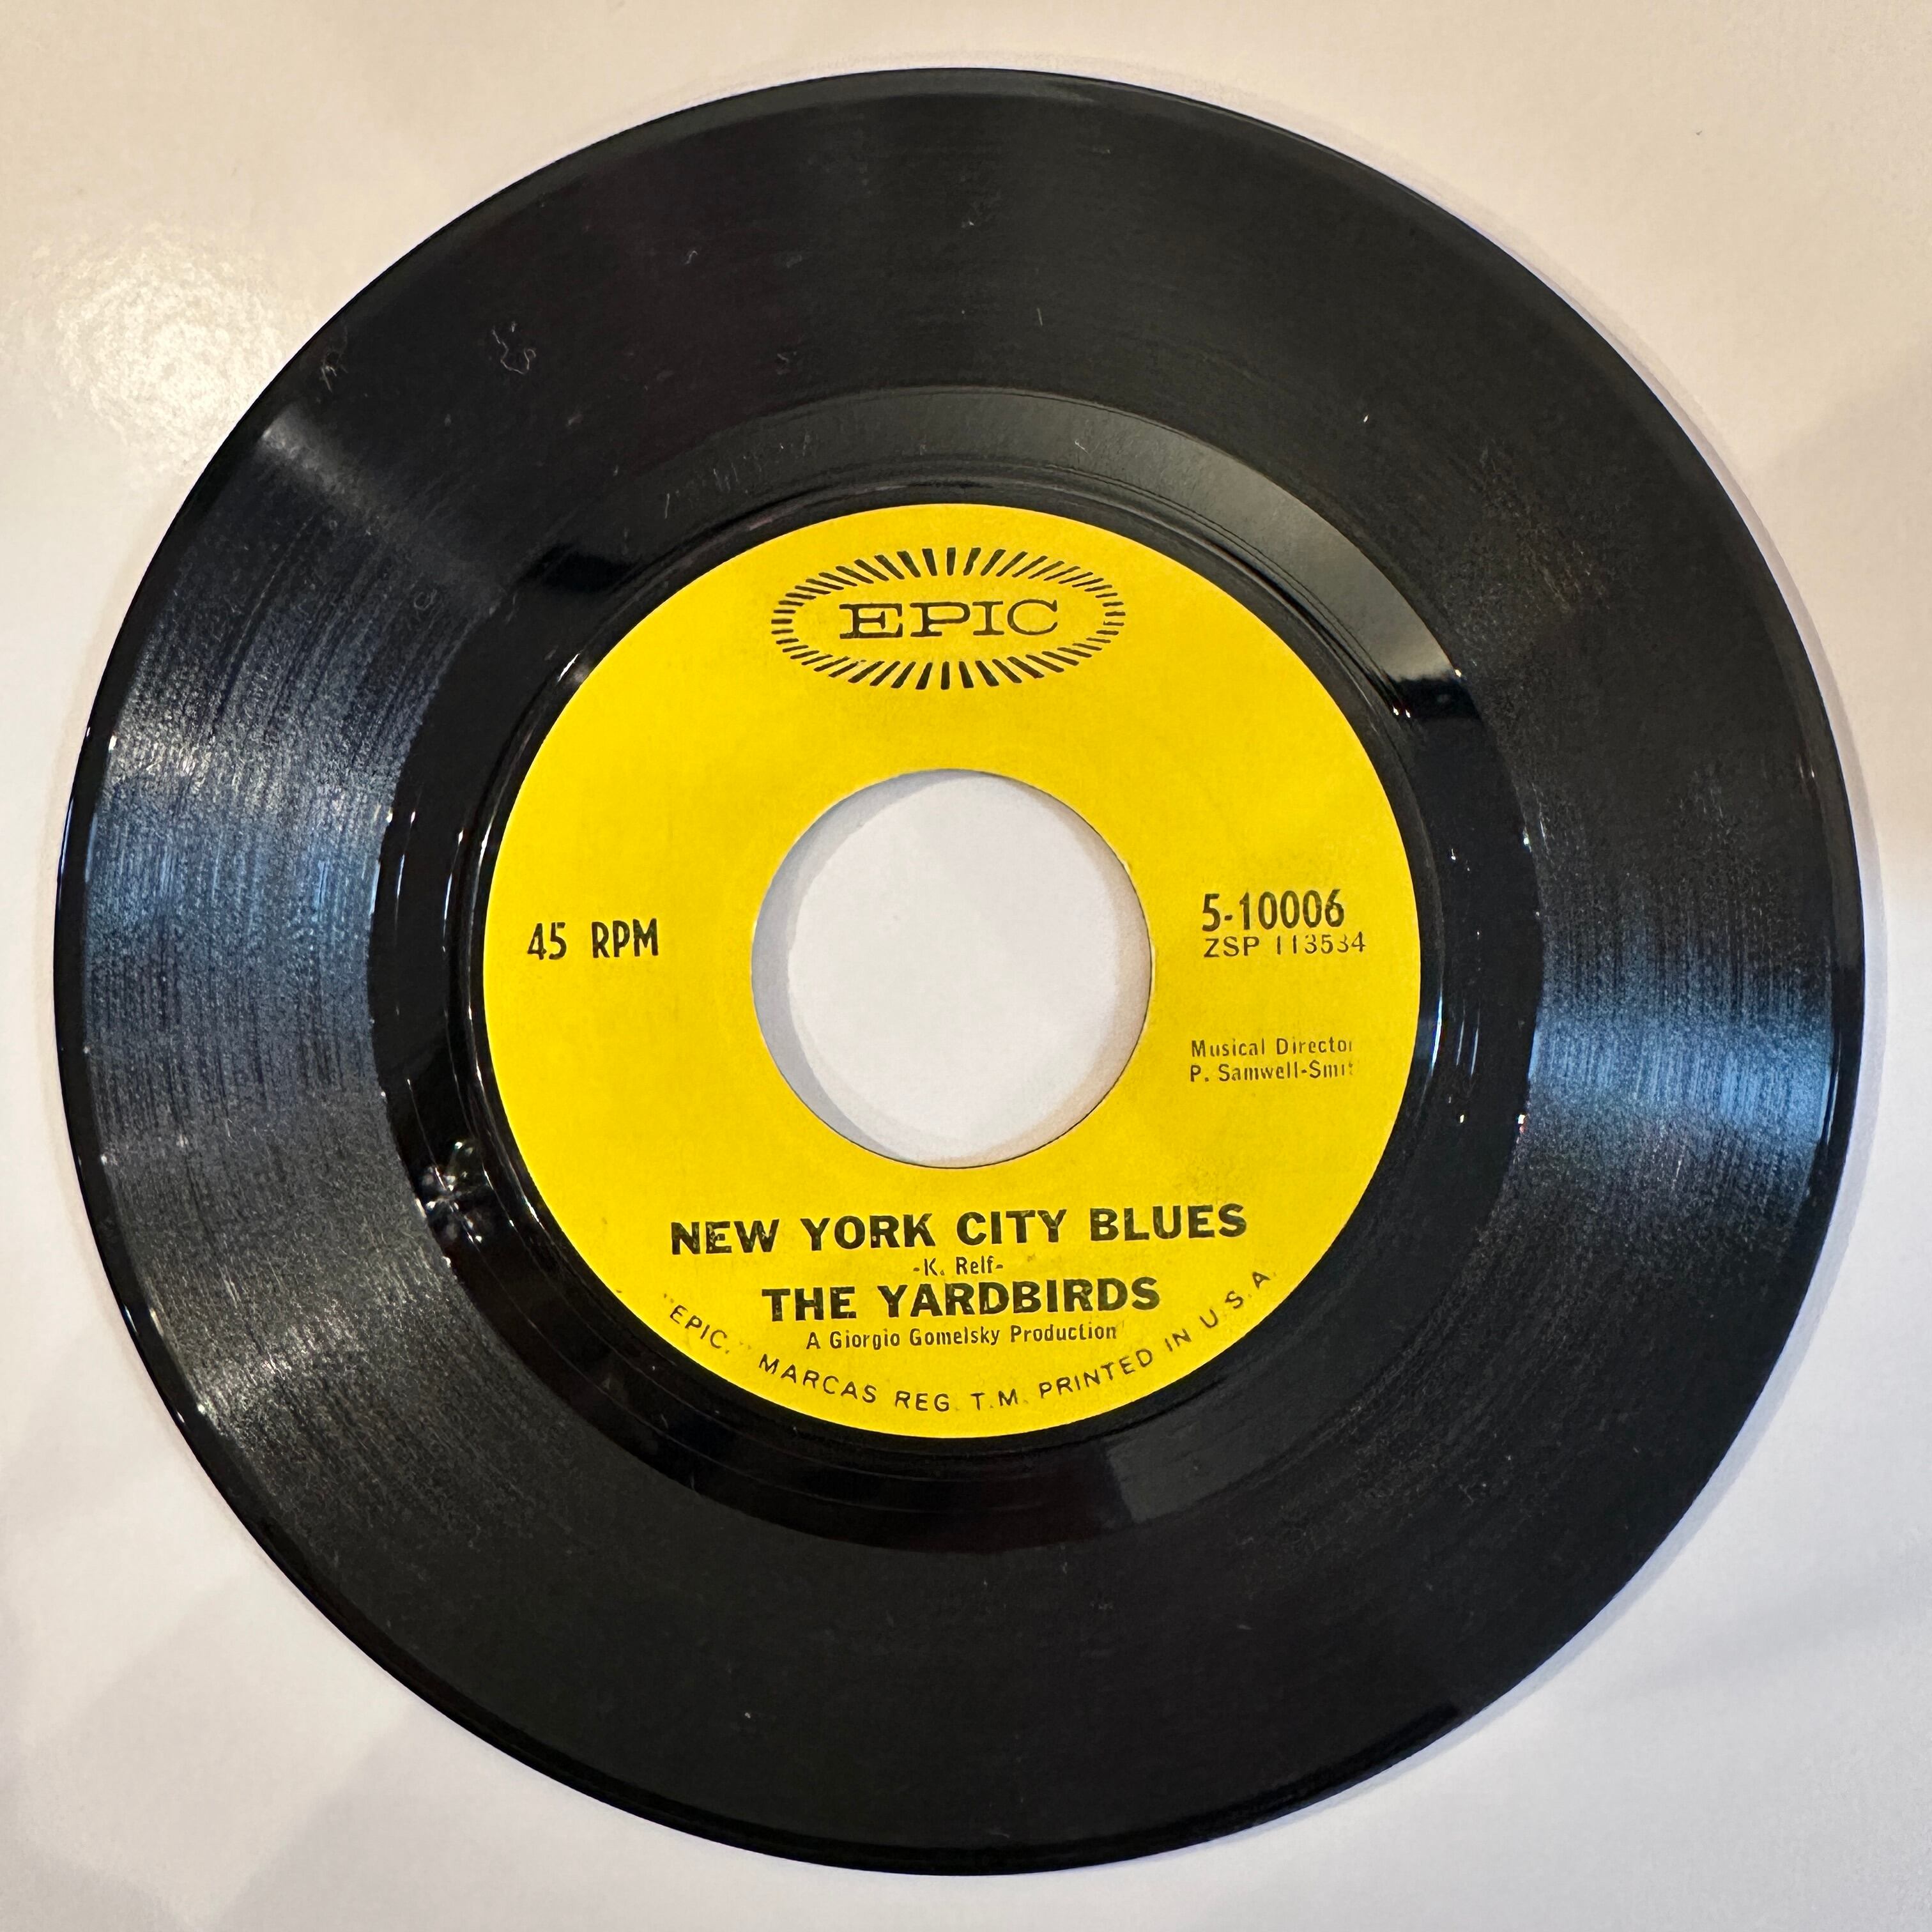 EPIC
45 RPM
5-10006
ZSP 113534
Musical Director
P. Samwell-Smit
NEW YORK CITY BLUES
-K. Relf-
THE YARDBIRDS
A Giorgio Gomelsky Production
"EPIC." MARCAS REG. T.M. PRINTED IN U.S.A.